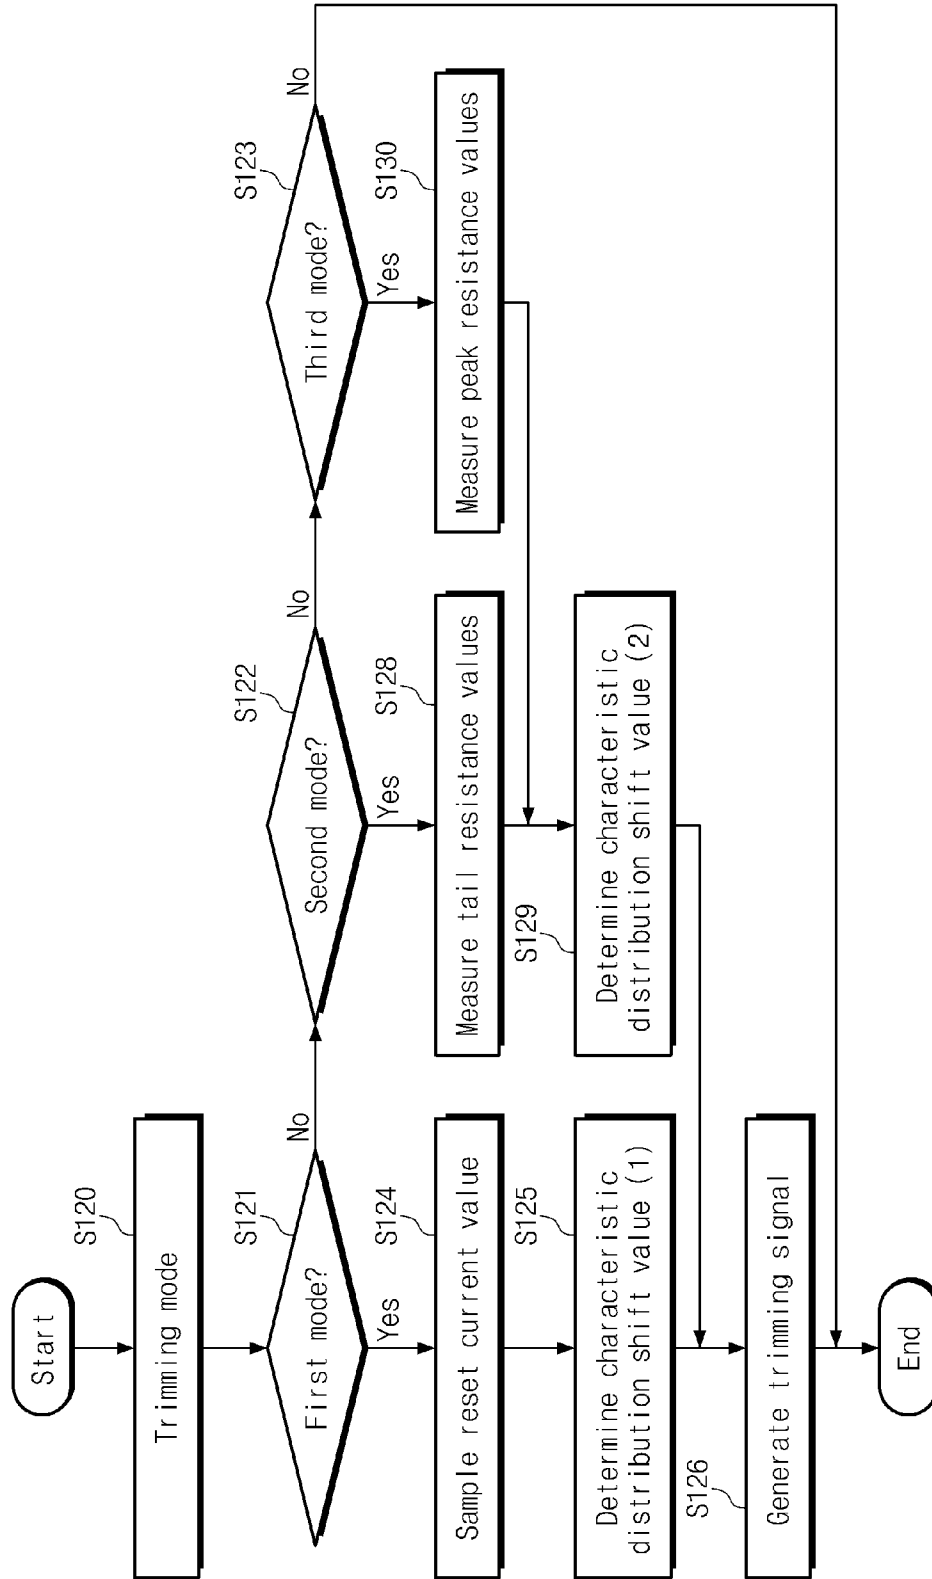 Start
S120
Trimming mode
S121
First mode?
No
Yes
S122
Second mode?
No
Yes
S123
Third mode?
No
Yes
S124
Sample reset current value
S128
Measure tail resistance values
S130
Measure peak resistance values
S125
Determine characteristic
distribution shift value (1)
S129
Determine characteristic
distribution shift value (2)
S126
Generate trimming signal
End